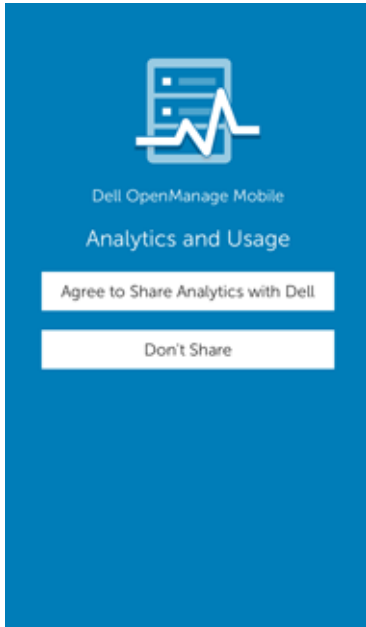 Dell OpenManage Mobile
Analytics and Usage
Agree to Share Analytics with Dell
Don't Share